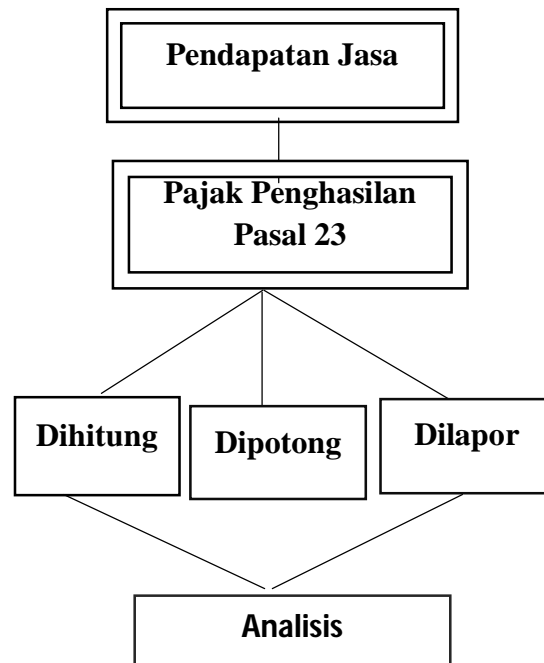 Pendapatan Jasa
Pajak Penghasilan
Pasal 23
Dihitung
Dipotong
Dilapor
Analisis